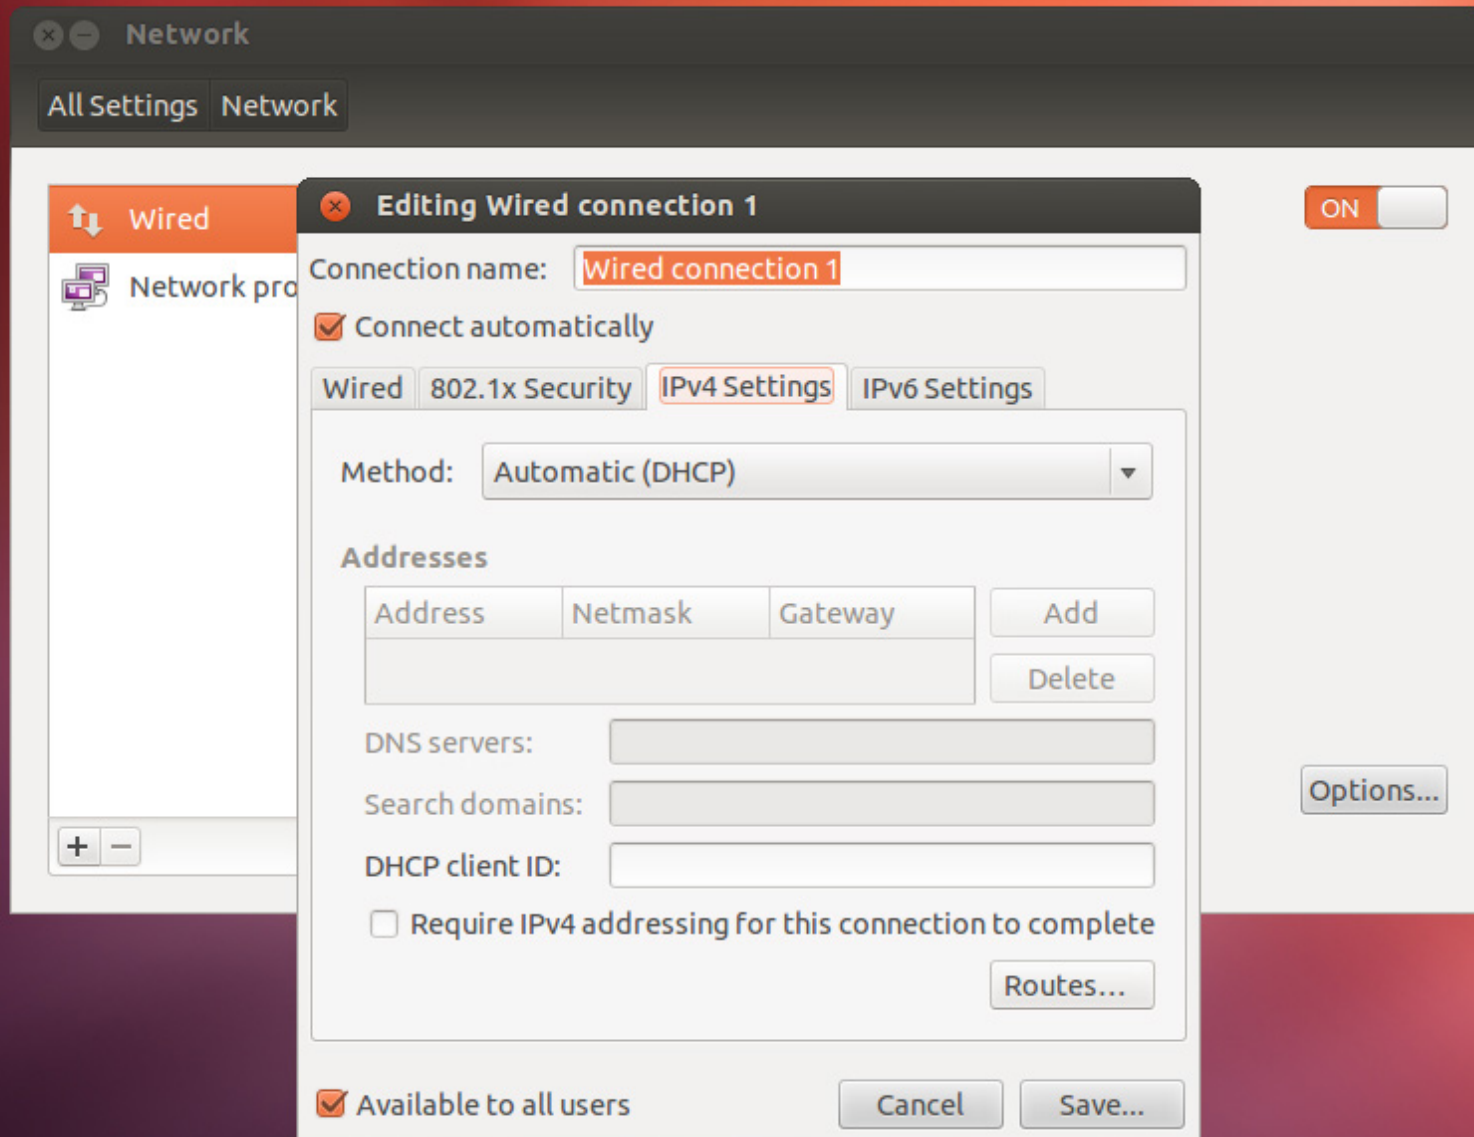 Network
All Settings Network
Wired
Network pro
ON
Options...
Editing Wired connection 1
Connection name: Wired connection 1
Connect automatically
Wired 802.1x Security IPv4 Settings IPv6 Settings
Method: Automatic (DHCP)
Addresses
Address Netmask Gateway Add
Delete
DNS servers:
Search domains:
DHCP client ID:
Require IPv4 addressing for this connection to complete
Routes...
Available to all users Cancel Save...